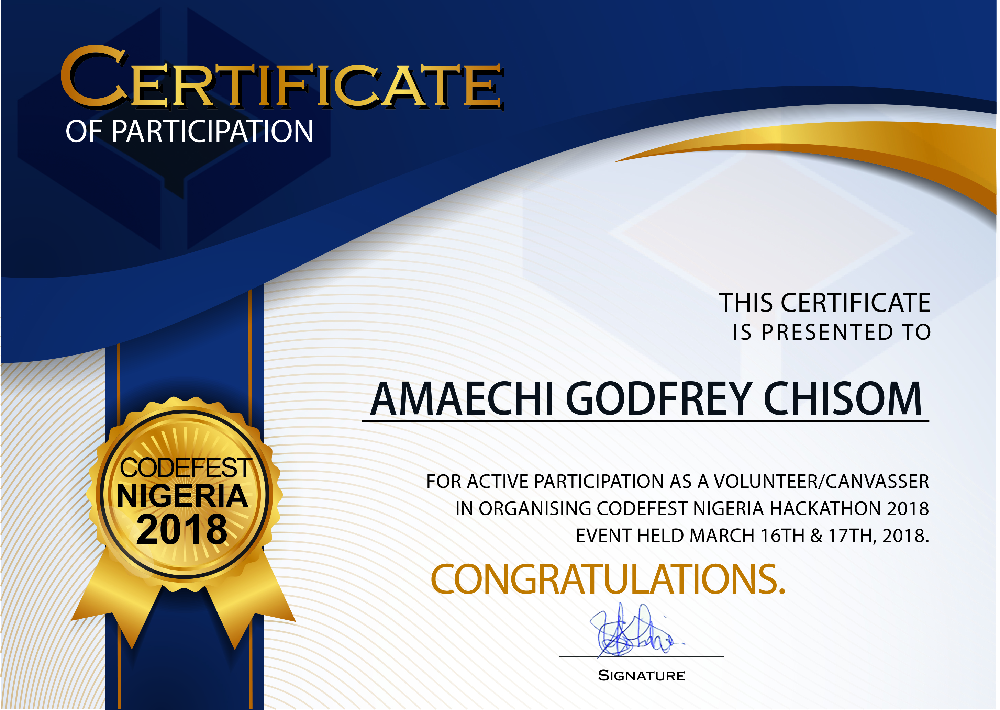 CERTIFICATE
OF PARTICIPATION
THIS CERTIFICATE
IS PRESENTED TO
AMAECHI GODFREY CHISOM
CODEFEST
NIGERIA
2018
FOR ACTIVE PARTICIPATION AS A VOLUNTEER/CANVASSER
IN ORGANISING CODEFEST NIGERIA HACKATHON 2018
EVENT HELD MARCH 16TH & 17TH, 2018.
CONGRATULATIONS.
SIGNATURE